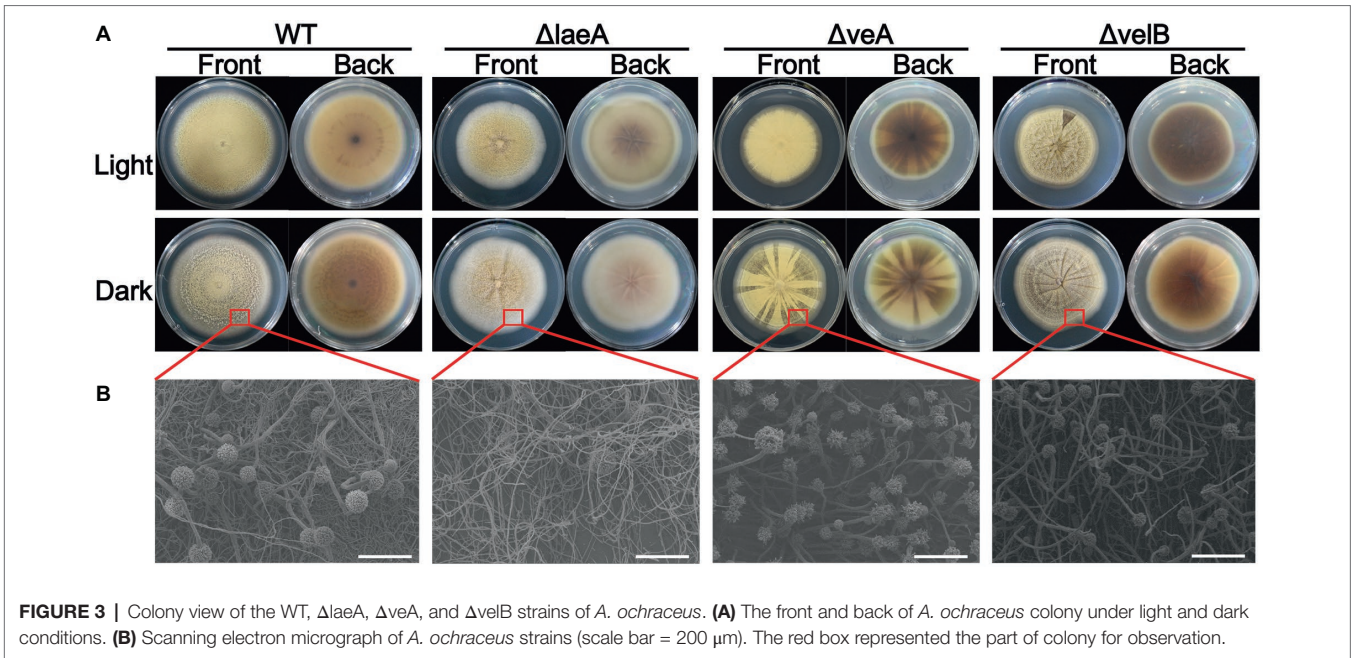 A
WT ΔlaeA ΔveA ΔvelB
Front Back Front Back Front Back Front Back
Light
Dark
B
FIGURE 3 | Colony view of the WT, ΔlaeA, ΔveA, and ΔvelB strains of A. ochraceus. (A) The front and back of A. ochraceus colony under light and dark
conditions. (B) Scanning electron micrograph of A. ochraceus strains (scale bar = 200 μm). The red box represented the part of colony for observation.